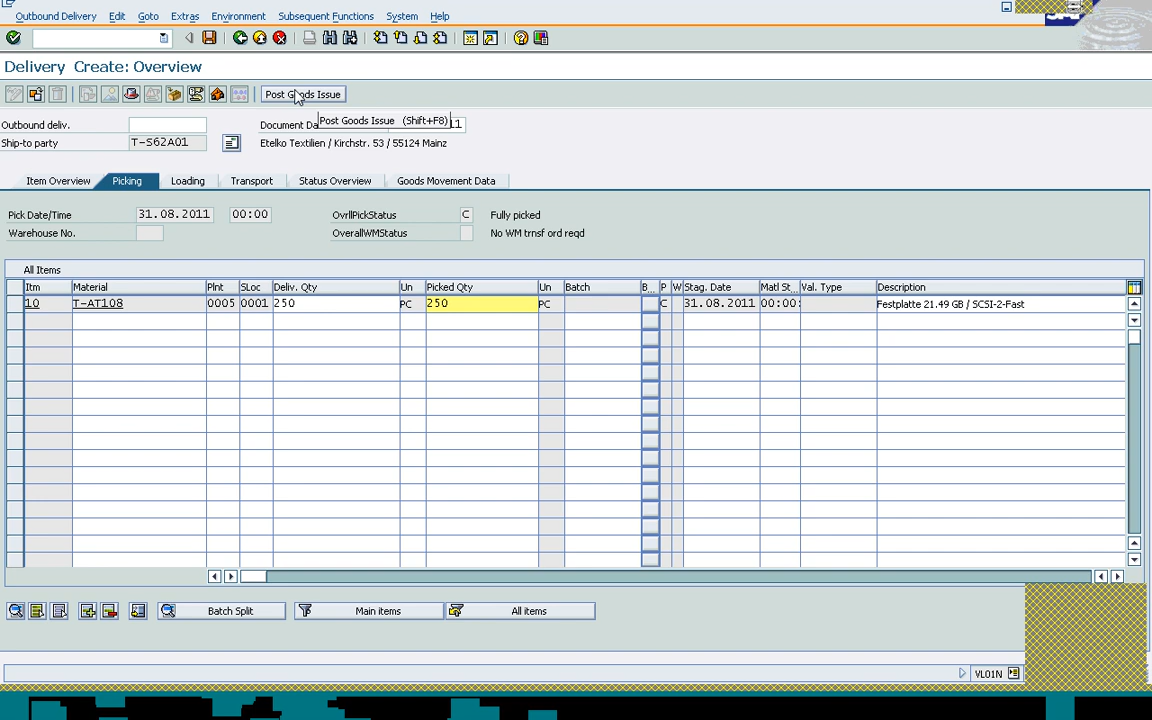 Outbound Delivery Edit Goto Extras Environment Subsequent Functions System Help
Delivery Create: Overview
Post Goods Issue
Post Goods Issue (Shift+F8)
Outbound deliv. Document Da 11
Ship-to party T-S62A01 Etelko Textilien / Kirchstr. 53 / 55124 Mainz
Item Overview Picking Loading Transport Status Overview Goods Movement Data
Pick Date/Time 31.08.2011 00:00 OvrllPickStatus C Fully picked
Warehouse No. OverallWMStatus No WM trnsf ord reqd
All Items
Itm Material Plnt SLoc Deliv. Qty Un Picked Qty Un Batch B... P W Stag. Date Matl St... Val. Type Description
10 T-AT108 0005 0001 250 PC 250 PC C 31.08.2011 00:00: Festplatte 21.49 GB / SCSI-2-Fast
Batch Split Main items All items
VL01N